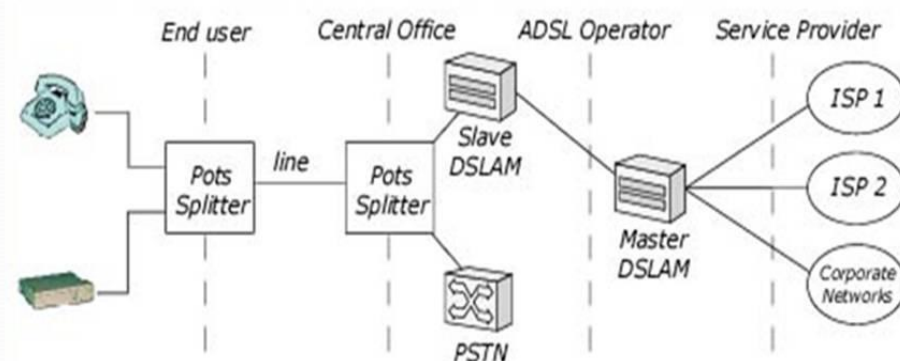 End user
Central Office
ADSL Operator
Service Provider
Pots
Splitter
line
Pots
Splitter
Slave
DSLAM
Master
DSLAM
PSTN
ISP 1
ISP 2
Corporate
Networks